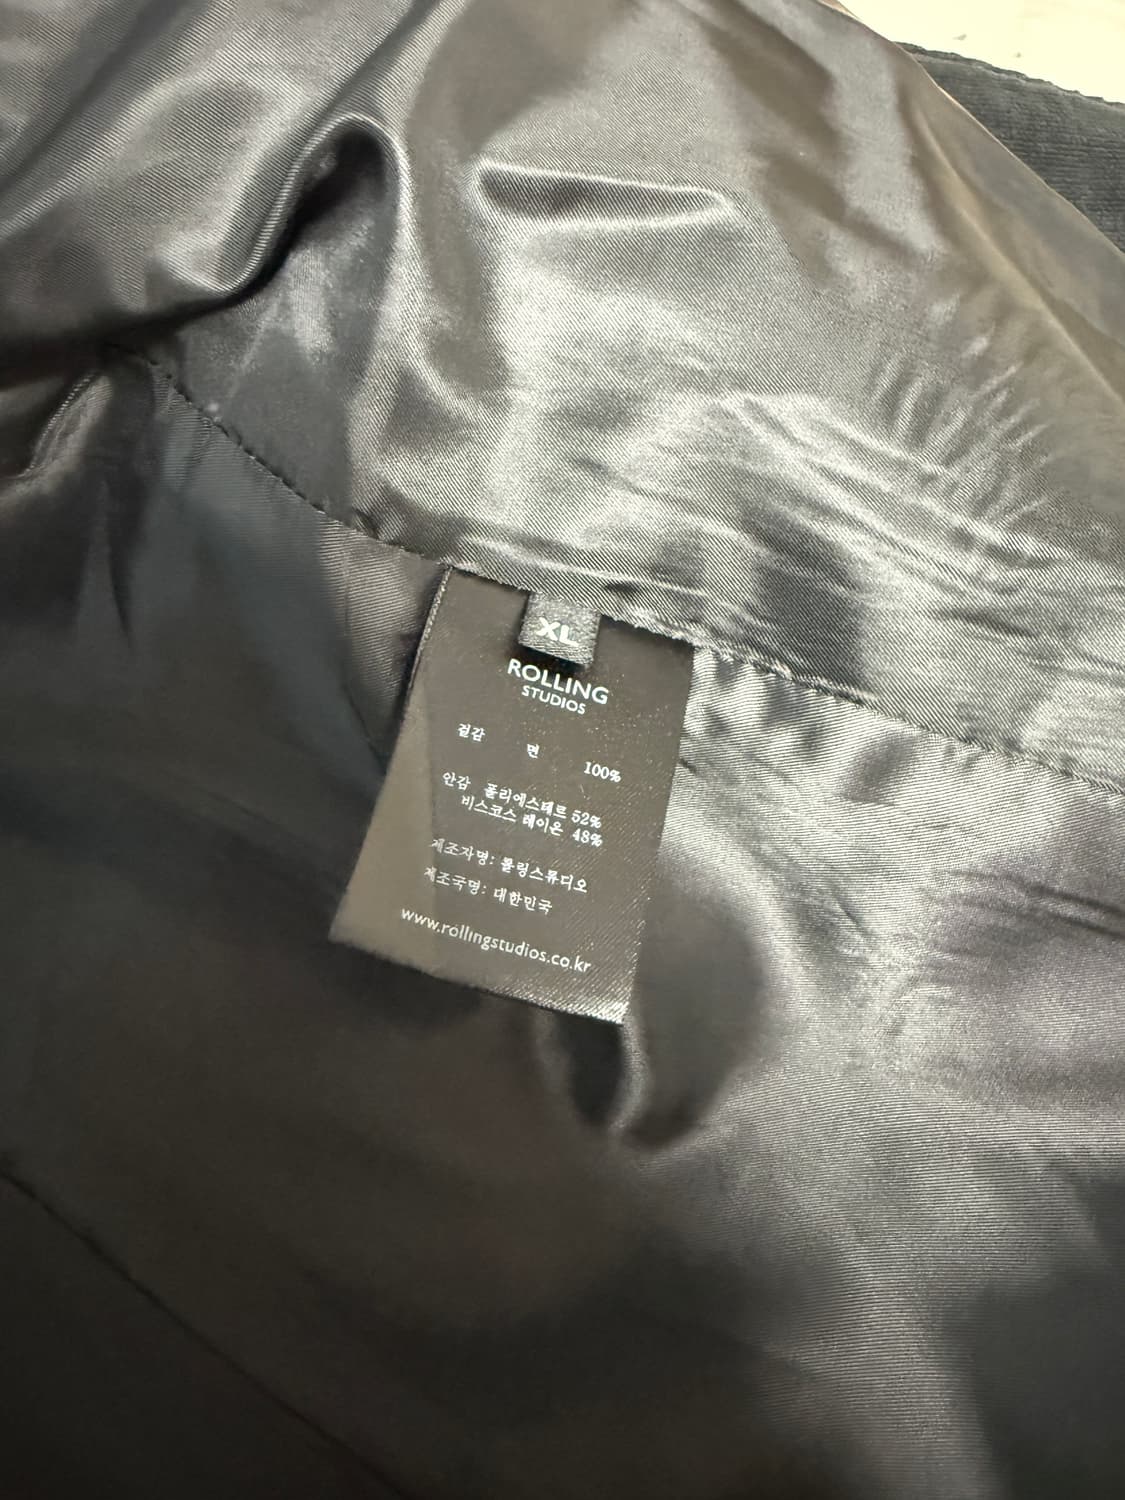 XL
ROLLING
STUDIOS
겉감 면 100%
안감 폴리에스테르 52%
비스코스 레이온 48%
제조자명: 롤링스튜디오
제조국명: 대한민국
www.rollingstudios.co.kr